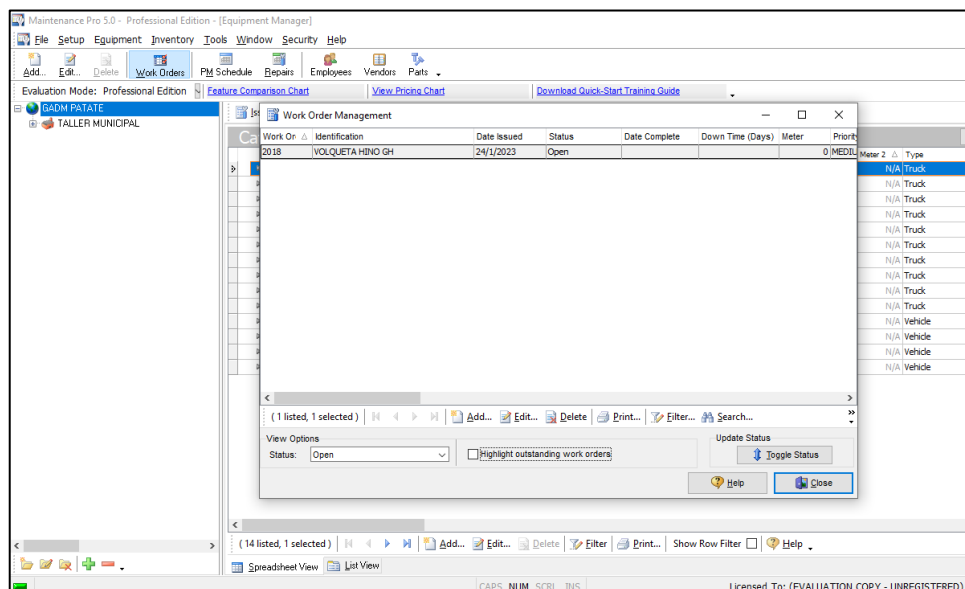 Maintenance Pro 5.0 - Professional Edition - [Equipment Manager]
File Setup Equipment Inventory Tools Window Security Help
Add... Edit... Delete Work Orders PM Schedule Repairs Employees Vendors Parts
Evaluation Mode: Professional Edition Feature Comparison Chart View Pricing Chart Download Quick-Start Training Guide
GADM PATATE
TALLER MUNICIPAL
Work Order Management
Work Or Identification Date Issued Status Date Complete Down Time (Days) Meter Priorit
2018 VOLQUETA HINO GH 24/1/2023 Open 0 MEDIU
Meter 2 Type
N/A Truck
N/A Truck
N/A Truck
N/A Truck
N/A Truck
N/A Truck
N/A Truck
N/A Truck
N/A Truck
N/A Truck
N/A Vehicle
N/A Vehicle
N/A Vehicle
N/A Vehicle
( 1 listed, 1 selected ) Add... Edit... Delete Print... Filter... Search...
View Options
Status: Open
Highlight outstanding work orders
Update Status
Toggle Status
Help Close
( 14 listed, 1 selected ) Add... Edit... Delete Filter Print... Show Row Filter Help
Spreadsheet View List View
CAPS NUM SCRL INS Licensed To: (EVALUATION COPY - UNREGISTERED)